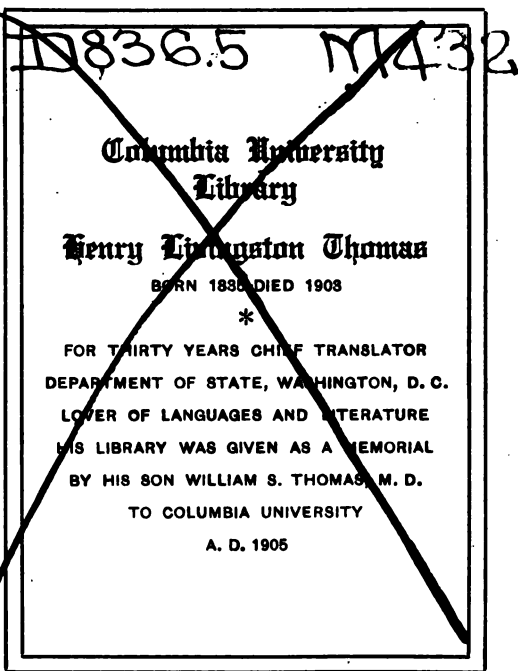 D836.5 M432
Columbia University
Library
Henry Livingston Thomas
BORN 1835 DIED 1903
*
FOR THIRTY YEARS CHIEF TRANSLATOR
DEPARTMENT OF STATE, WASHINGTON, D. C.
LOVER OF LANGUAGES AND LITERATURE
HIS LIBRARY WAS GIVEN AS A MEMORIAL
BY HIS SON WILLIAM S. THOMAS, M. D.
TO COLUMBIA UNIVERSITY
A. D. 1905